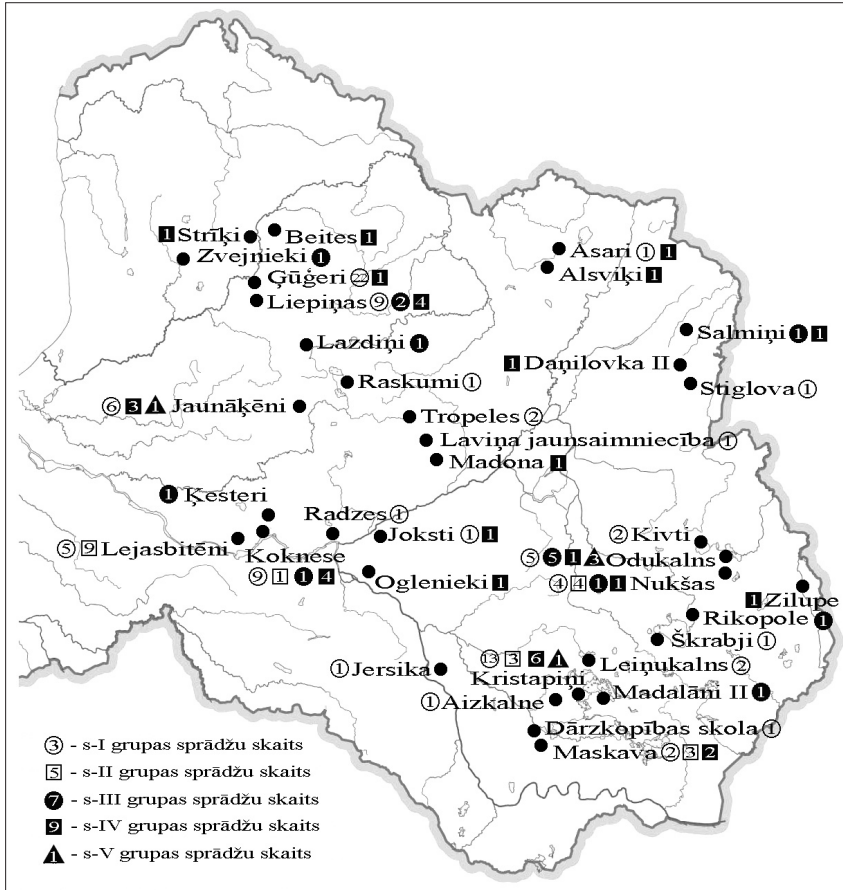 1 Strīķi
Beites 1
Zvejnieki 1
Ģūģeri 22 1
Liepiņas 9 2 4
Lazdiņi 1
Raskumi 1
6 3 1 Jaunāķēni
Tropeles 2
Laviņa jaunsaimniecība 1
Madona 1
Asari 1 1
Alsviķi 1
Salmiņi 1 1
1 Daņilovka II
Stiglova 1
1 Ķesteri
Radzes 1
5 9 Lejasbitēni
Koknese
9 1 1 4
Joksti 1 1
Oglenieki 1
2 Kivti
5 5 1 3 Odukalns
4 4 1 1 Nukšas
1 Zilupe
Rikopole 1
Škrabji 1
13 3 6 1
Kristapiņi
Leiņukalns 2
1 Jersika
1 Aizkalne
Madalāni II 1
Dārzkopības skola 1
Maskava 2 3 2
3 - s-I grupas sprādžu skaits
5 - s-II grupas sprādžu skaits
7 - s-III grupas sprādžu skaits
9 - s-IV grupas sprādžu skaits
1 - s-V grupas sprādžu skaits